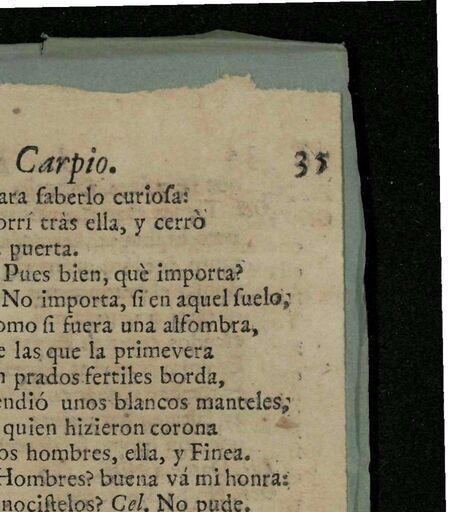 Carpio. 35
ara ſaberlo curioſa:
orrí tràs ella, y cerrò
puerta.
Pues bien, què importa?
No importa, ſi en aquel ſuelo,
omo ſi fuera una alfombra,
e las que la primevera
n prados fertiles borda,
endió unos blancos manteles,
quien hizieron corona
os hombres, ella, y Finea.
Hombres? buena vá mi honra:
nociſtelos? Cel. No pude.